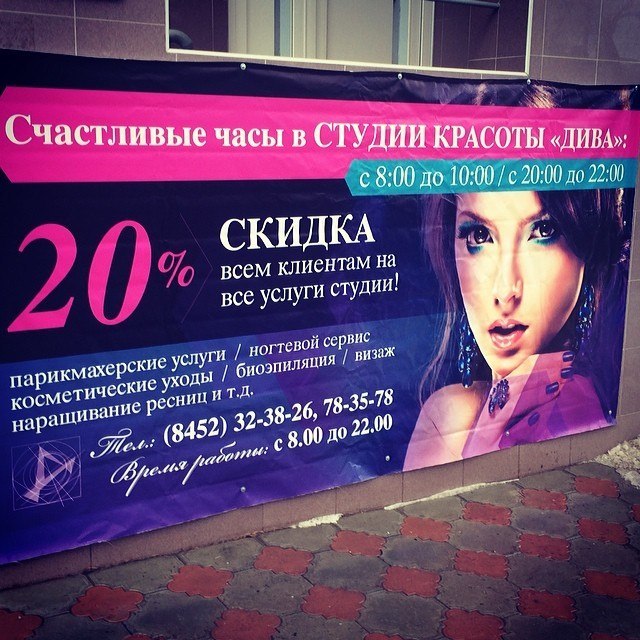 Счастливые часы в СТУДИИ КРАСОТЫ «ДИВА»:
с 8:00 до 10:00 / с 20:00 до 22:00
20%
СКИДКА
всем клиентам на
все услуги студии!
парикмахерские услуги / ногтевой сервис
косметические уходы / биоэпиляция / визаж
наращивание ресниц и т.д.
Тел.: (8452) 32-38-26, 78-35-78
Время работы: с 8.00 до 22.00